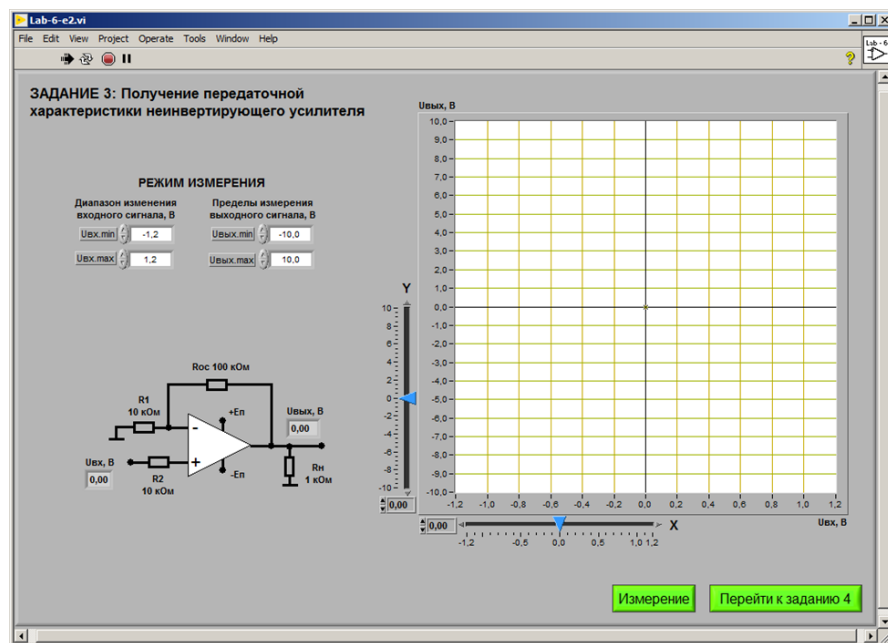 Lab-6-e2.vi
File Edit View Project Operate Tools Window Help
Lab - 6
ЗАДАНИЕ 3: Получение передаточной
характеристики неинвертирующего усилителя
РЕЖИМ ИЗМЕРЕНИЯ
Диапазон изменения
входного сигнала, В
Uвх.min -1,2
Uвх.max 1,2
Пределы измерения
выходного сигнала, В
Uвых.min -10,0
Uвых.max 10,0
Rос 100 кОм
R1
10 кОм
+Еп
Uвых, В
0,00
-
+
Uвх, В
0,00
R2
10 кОм
-Еп
Rн
1 кОм
Y
10
8
6
4
2
0
-2
-4
-6
-8
-10
0,00
Uвых, В
10,0
9,0
8,0
7,0
6,0
5,0
4,0
3,0
2,0
1,0
0,0
-1,0
-2,0
-3,0
-4,0
-5,0
-6,0
-7,0
-8,0
-9,0
-10,0
-1,2 -1,0 -0,8 -0,6 -0,4 -0,2 0,0 0,2 0,4 0,6 0,8 1,0 1,2
Uвх, В
0,00 X
-1,2 -0,5 0,0 0,5 1,0 1,2
Измерение
Перейти к заданию 4